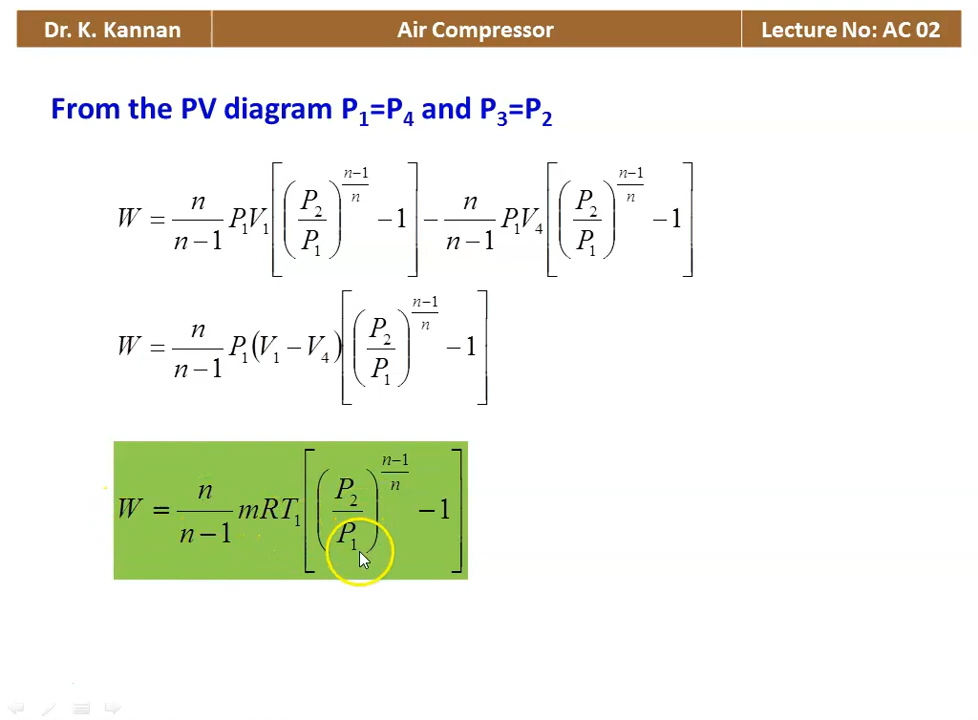 Dr. K. Kannan
Air Compressor
Lecture No: AC 02
From the PV diagram P₁=P₄ and P₃=P₂
W = n/(n−1) P₁V₁ [(P₂/P₁)^((n−1)/n) − 1] − n/(n−1) P₁V₄ [(P₂/P₁)^((n−1)/n) − 1]
W = n/(n−1) P₁(V₁ − V₄) [(P₂/P₁)^((n−1)/n) − 1]
W = n/(n−1) mRT₁ [(P₂/P₁)^((n−1)/n) − 1]